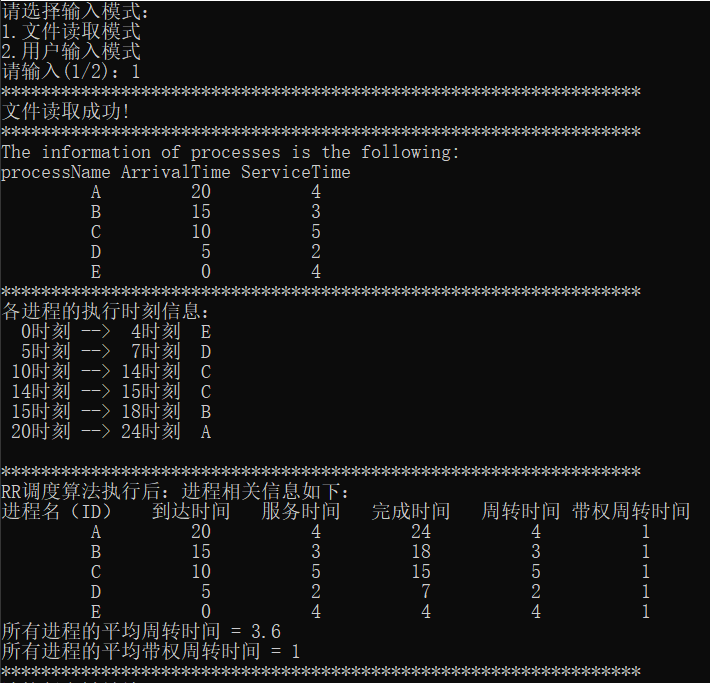 请选择输入模式:
1.文件读取模式
2.用户输入模式
请输入(1/2): 1
****************************************************************
文件读取成功!
****************************************************************
The information of processes is the following:
processName ArrivalTime ServiceTime
A 20 4
B 15 3
C 10 5
D 5 2
E 0 4
****************************************************************
各进程的执行时刻信息:
0时刻 --> 4时刻 E
5时刻 --> 7时刻 D
10时刻 --> 14时刻 C
14时刻 --> 15时刻 C
15时刻 --> 18时刻 B
20时刻 --> 24时刻 A
****************************************************************
RR调度算法执行后: 进程相关信息如下:
进程名(ID) 到达时间 服务时间 完成时间 周转时间 带权周转时间
A 20 4 24 4 1
B 15 3 18 3 1
C 10 5 15 5 1
D 5 2 7 2 1
E 0 4 4 4 1
所有进程的平均周转时间 = 3.6
所有进程的平均带权周转时间 = 1
****************************************************************